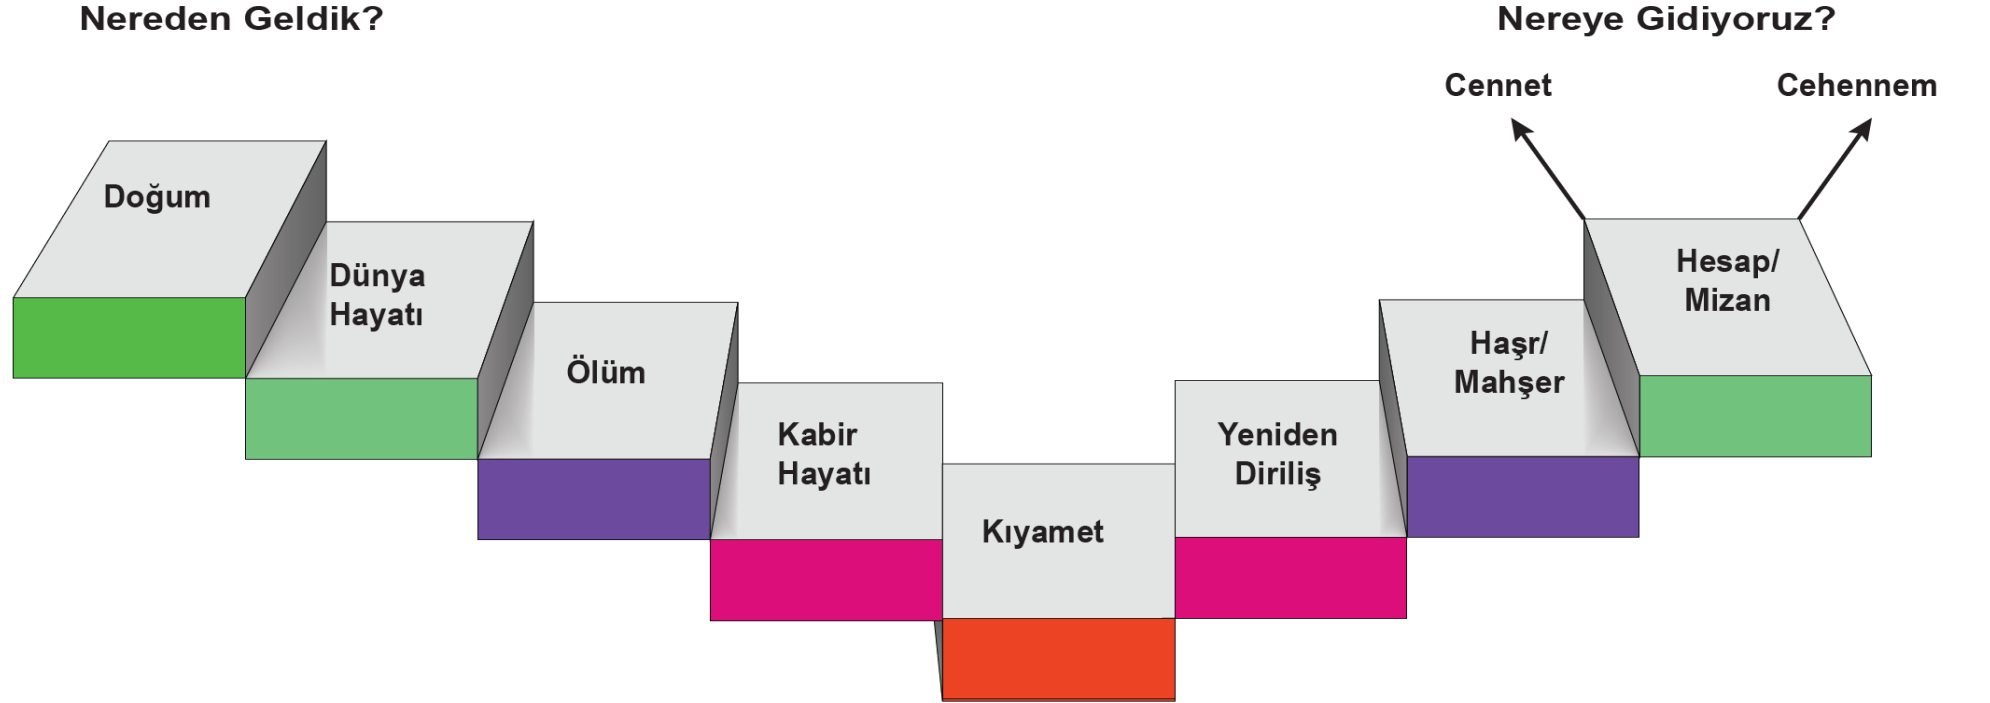 Nereden Geldik?
Nereye Gidiyoruz?
Cennet
Cehennem
Doğum
Dünya
Hayatı
Ölüm
Kabir
Hayatı
Kıyamet
Yeniden
Diriliş
Haşr/
Mahşer
Hesap/
Mizan